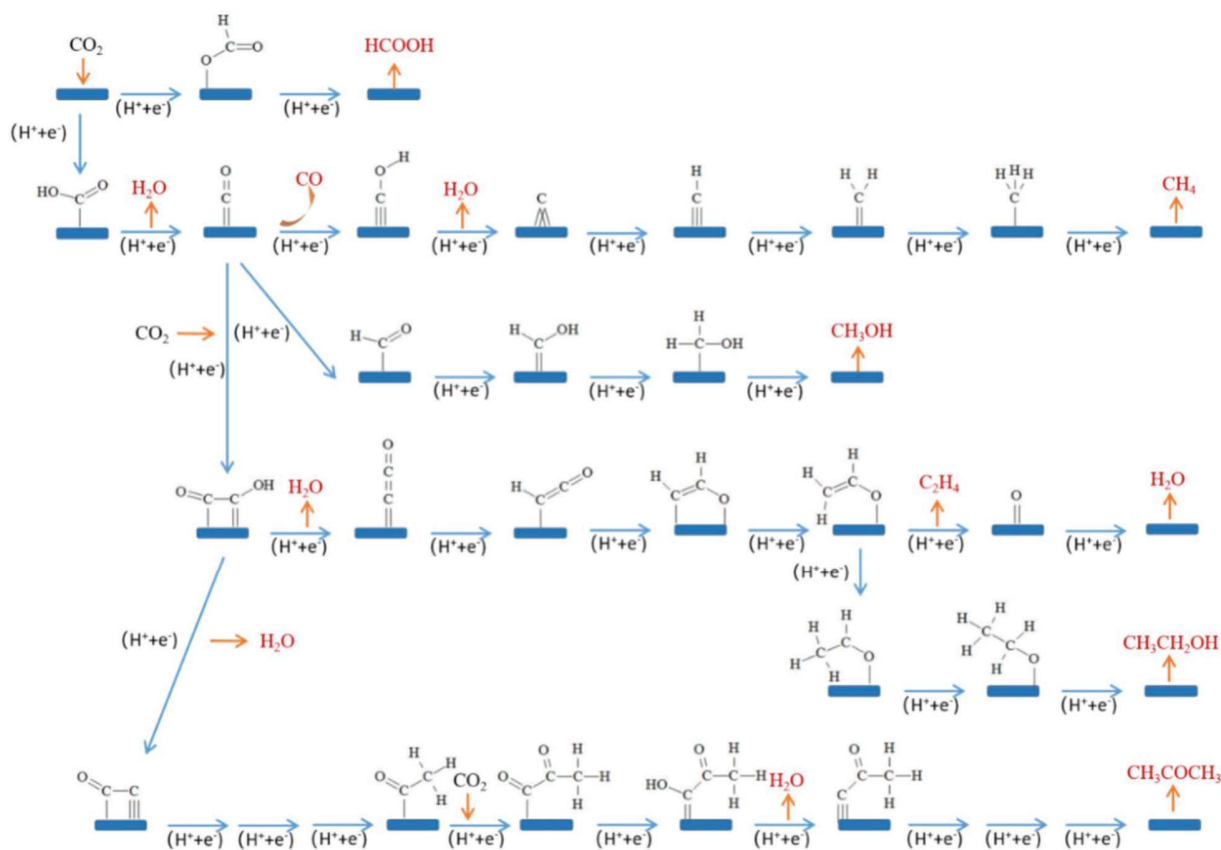 CO₂
H
C
O
O
HCOOH
(H⁺+e⁻) (H⁺+e⁻)
(H⁺+e⁻)
HO C O
H₂O
O
C
CO
H
O
C
H₂O
C
H
C
H H
C
H H H
C
CH₄
(H⁺+e⁻) (H⁺+e⁻) (H⁺+e⁻) (H⁺+e⁻) (H⁺+e⁻) (H⁺+e⁻) (H⁺+e⁻)
CO₂
(H⁺+e⁻)
(H⁺+e⁻)
H C O
H C OH
H
H C OH
CH₃OH
(H⁺+e⁻) (H⁺+e⁻) (H⁺+e⁻)
O C C OH
H₂O
O
C
C
H C C O
H H
C C O
H H
C C O
H
C₂H₄
O
H₂O
(H⁺+e⁻) (H⁺+e⁻) (H⁺+e⁻) (H⁺+e⁻) (H⁺+e⁻) (H⁺+e⁻)
(H⁺+e⁻)
(H⁺+e⁻)
H₂O
H H
H C C O
H
H H
H C C H
H O
CH₃CH₂OH
(H⁺+e⁻) (H⁺+e⁻)
O C C
H
O C C H
C H
CO₂
O H
O C C H
C H
O H
HO C C H
C H
H₂O
O H
C C H
C H
CH₃COCH₃
(H⁺+e⁻) (H⁺+e⁻) (H⁺+e⁻) (H⁺+e⁻) (H⁺+e⁻) (H⁺+e⁻) (H⁺+e⁻) (H⁺+e⁻) (H⁺+e⁻)